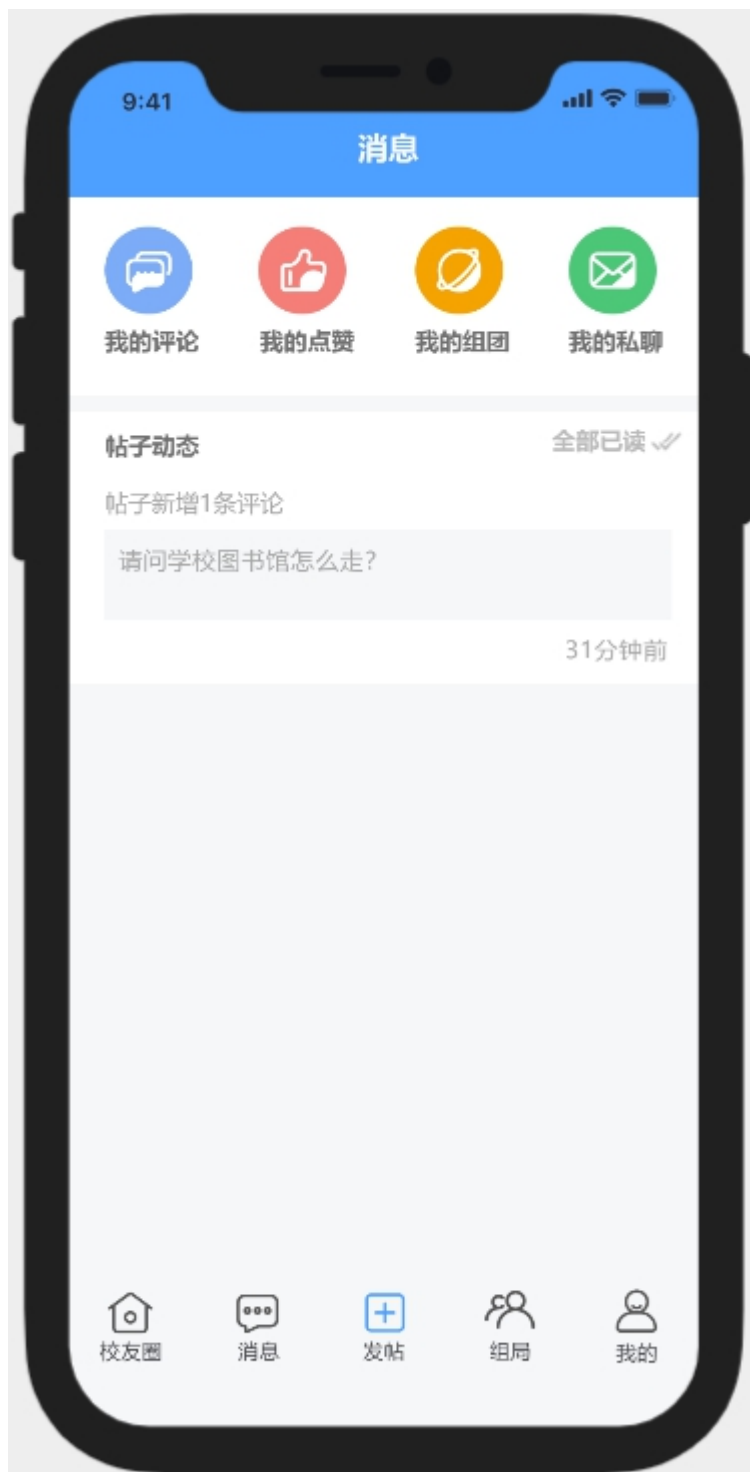 9:41
消息
我的评论 我的点赞 我的组团 我的私聊
帖子动态 全部已读
帖子新增1条评论
请问学校图书馆怎么走?
31分钟前
校友圈 消息 发帖 组局 我的